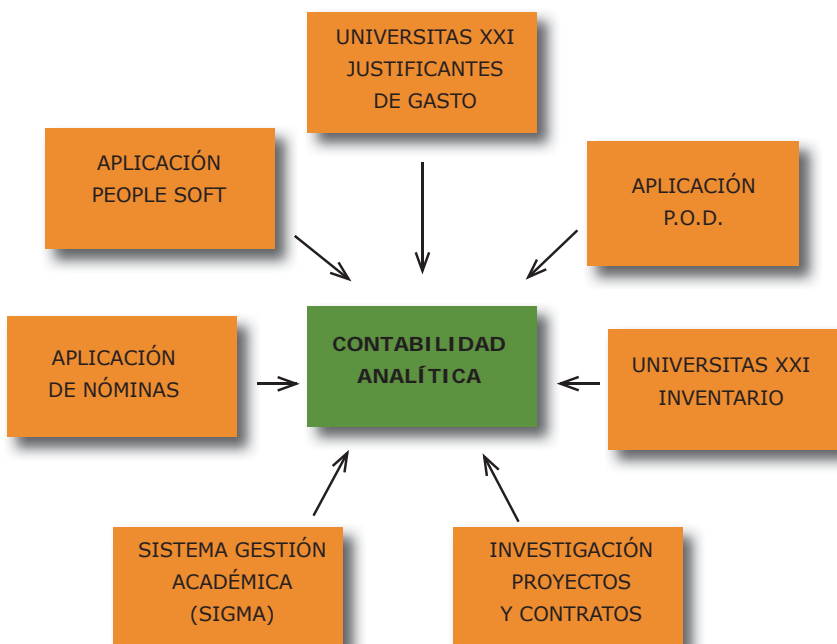 UNIVERSITAS XXI
JUSTIFICANTES
DE GASTO
APLICACIÓN
PEOPLE SOFT
APLICACIÓN
P.O.D.
CONTABILIDAD
ANALÍTICA
APLICACIÓN
DE NÓMINAS
UNIVERSITAS XXI
INVENTARIO
SISTEMA GESTIÓN
ACADÉMICA
(SIGMA)
INVESTIGACIÓN
PROYECTOS
Y CONTRATOS